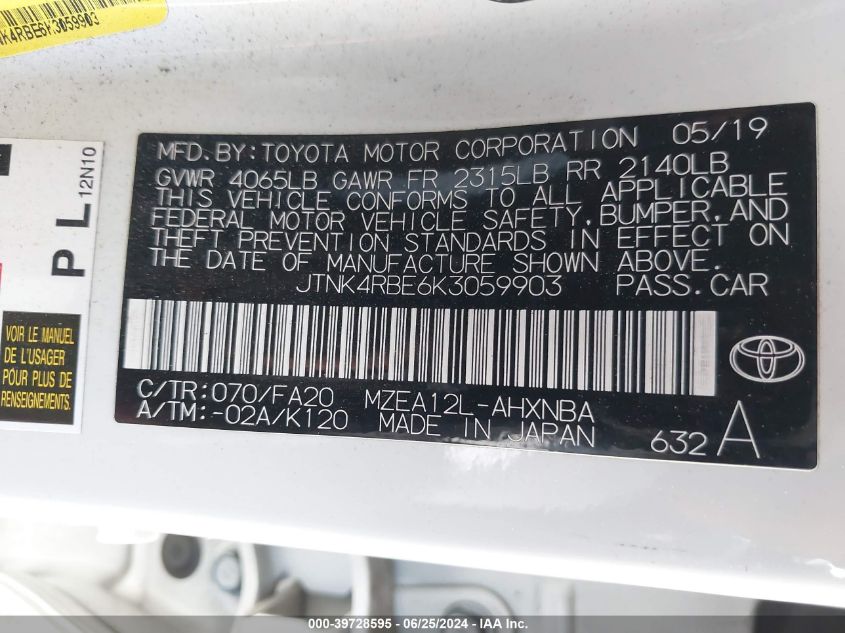 NK4RBE6K3059903
P L 12N10
VOIR LE MANUEL
DE L'USAGER
POUR PLUS DE
RENSEIGNEMENTS.
MFD.BY:TOYOTA MOTOR CORPORATION 05/19
GVWR 4065LB GAWR FR 2315LB RR 2140LB
THIS VEHICLE CONFORMS TO ALL APPLICABLE
FEDERAL MOTOR VEHICLE SAFETY,BUMPER,AND
THEFT PREVENTION STANDARDS IN EFFECT ON
THE DATE OF MANUFACTURE SHOWN ABOVE.
JTNK4RBE6K3059903 PASS.CAR
C/TR:070/FA20 MZEA12L-AHXNBA
A/TM:-02A/K120 MADE IN JAPAN 632 A
000-39728595 - 06/25/2024 - IAA Inc.